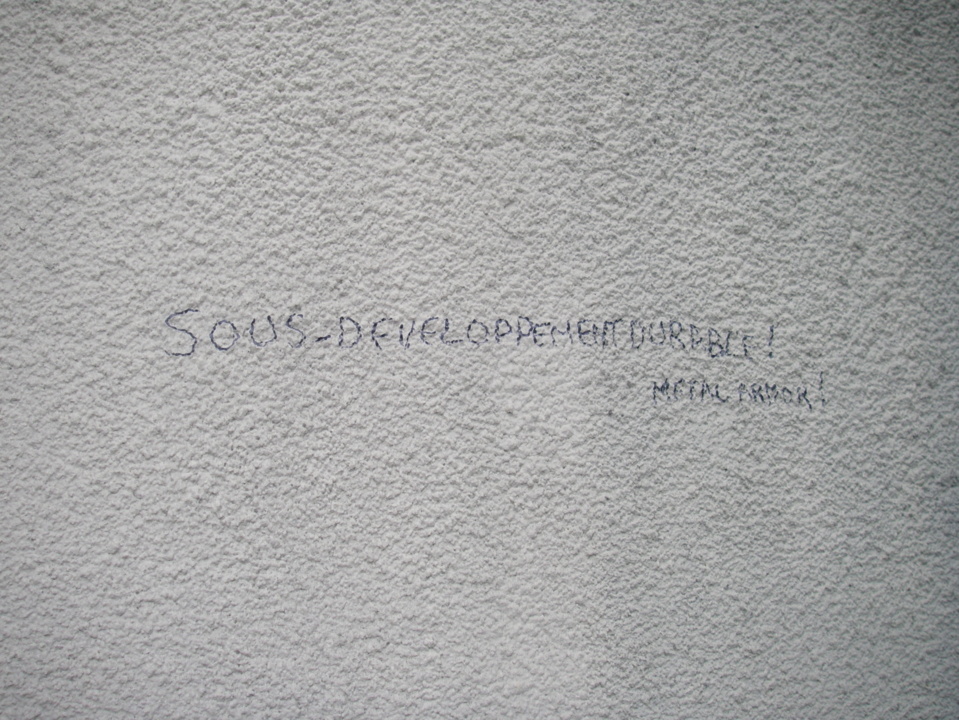 SOUS-DEVELOPPEMENT DURABLE!
METAL ARMOR!